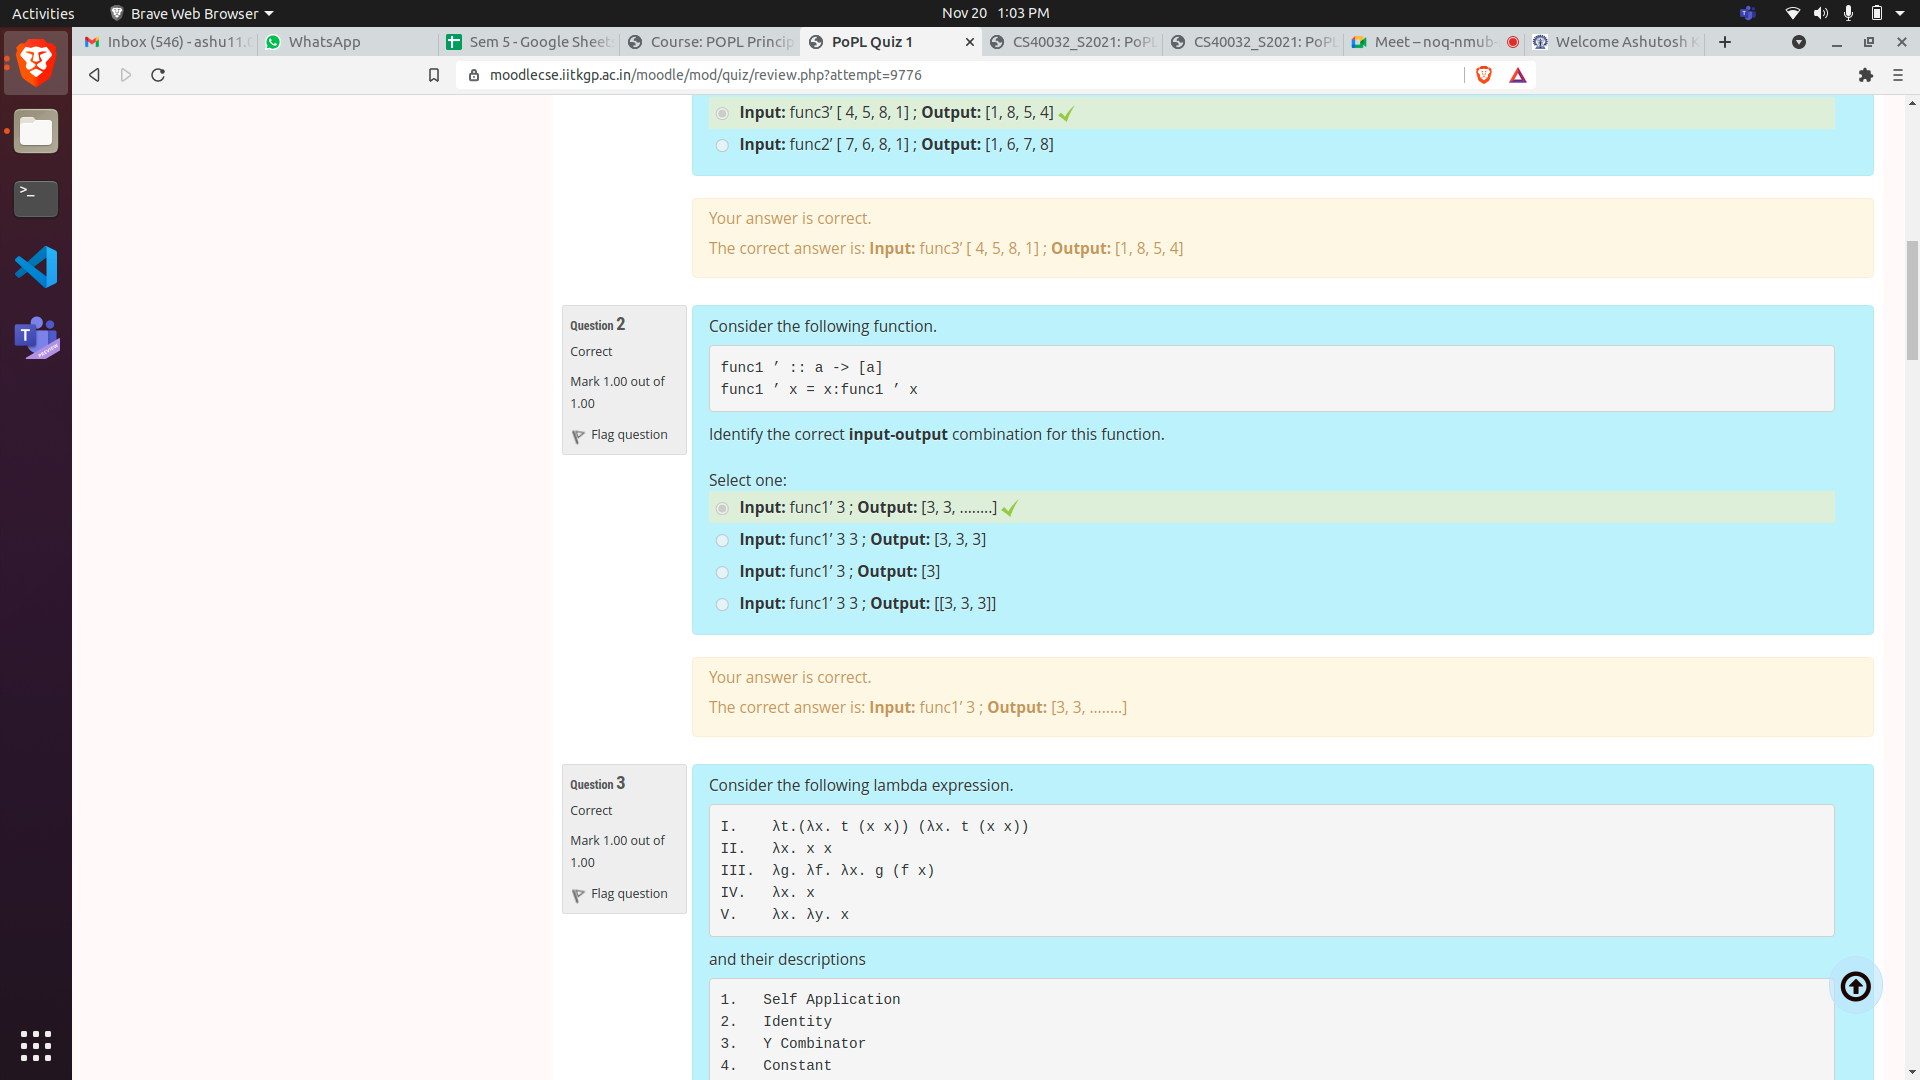 Activities
Brave Web Browser
Nov 20 1:03 PM
Inbox (546) - ashu11.
WhatsApp
Sem 5 - Google Sheet
Course: POPL Princip
PoPL Quiz 1
CS40032_S2021: PoPL
CS40032_S2021: PoPL
Meet – noq-nmub-
Welcome Ashutosh K
moodlecse.iitkgp.ac.in/moodle/mod/quiz/review.php?attempt=9776
Input: func3’ [ 4, 5, 8, 1] ; Output: [1, 8, 5, 4]
Input: func2’ [ 7, 6, 8, 1] ; Output: [1, 6, 7, 8]
Your answer is correct.
The correct answer is: Input: func3’ [ 4, 5, 8, 1] ; Output: [1, 8, 5, 4]
Question 2
Correct
Mark 1.00 out of
1.00
Flag question
Consider the following function.
func1 ’ :: a -> [a]
func1 ’ x = x:func1 ’ x
Identify the correct input-output combination for this function.
Select one:
Input: func1’ 3 ; Output: [3, 3, ........]
Input: func1’ 3 3 ; Output: [3, 3, 3]
Input: func1’ 3 ; Output: [3]
Input: func1’ 3 3 ; Output: [[3, 3, 3]]
Your answer is correct.
The correct answer is: Input: func1’ 3 ; Output: [3, 3, ........]
Question 3
Correct
Mark 1.00 out of
1.00
Flag question
Consider the following lambda expression.
I. λt.(λx. t (x x)) (λx. t (x x))
II. λx. x x
III. λg. λf. λx. g (f x)
IV. λx. x
V. λx. λy. x
and their descriptions
1. Self Application
2. Identity
3. Y Combinator
4. Constant